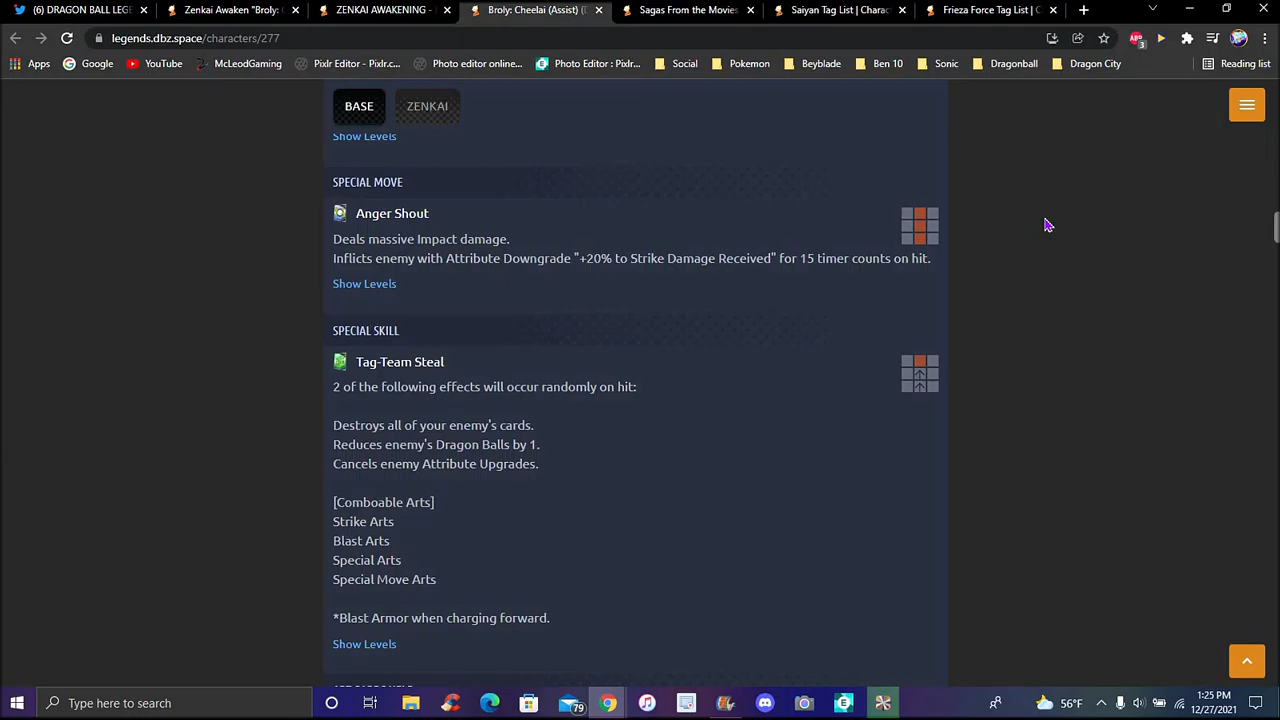 (6) DRAGON BALL LEGE
Zenkai Awaken "Broly: C
ZENKAI AWAKENING -
Broly: Cheelai (Assist) (D
Sagas From the Movies
Saiyan Tag List | Charac
Frieza Force Tag List | C
legends.dbz.space/characters/277
ABP
3
Apps
Google
YouTube
McLeodGaming
Pixlr Editor - Pixlr.c...
Photo editor online...
Photo Editor : Pixlr...
Social
Pokemon
Beyblade
Ben 10
Sonic
Dragonball
Dragon City
Reading list
BASE
ZENKAI
Show Levels
SPECIAL MOVE
Anger Shout
Deals massive Impact damage.
Inflicts enemy with Attribute Downgrade "+20% to Strike Damage Received" for 15 timer counts on hit.
Show Levels
SPECIAL SKILL
Tag-Team Steal
2 of the following effects will occur randomly on hit:
Destroys all of your enemy's cards.
Reduces enemy's Dragon Balls by 1.
Cancels enemy Attribute Upgrades.
[Comboable Arts]
Strike Arts
Blast Arts
Special Arts
Special Move Arts
*Blast Armor when charging forward.
Show Levels
Type here to search
79
56°F
1:25 PM
12/27/2021